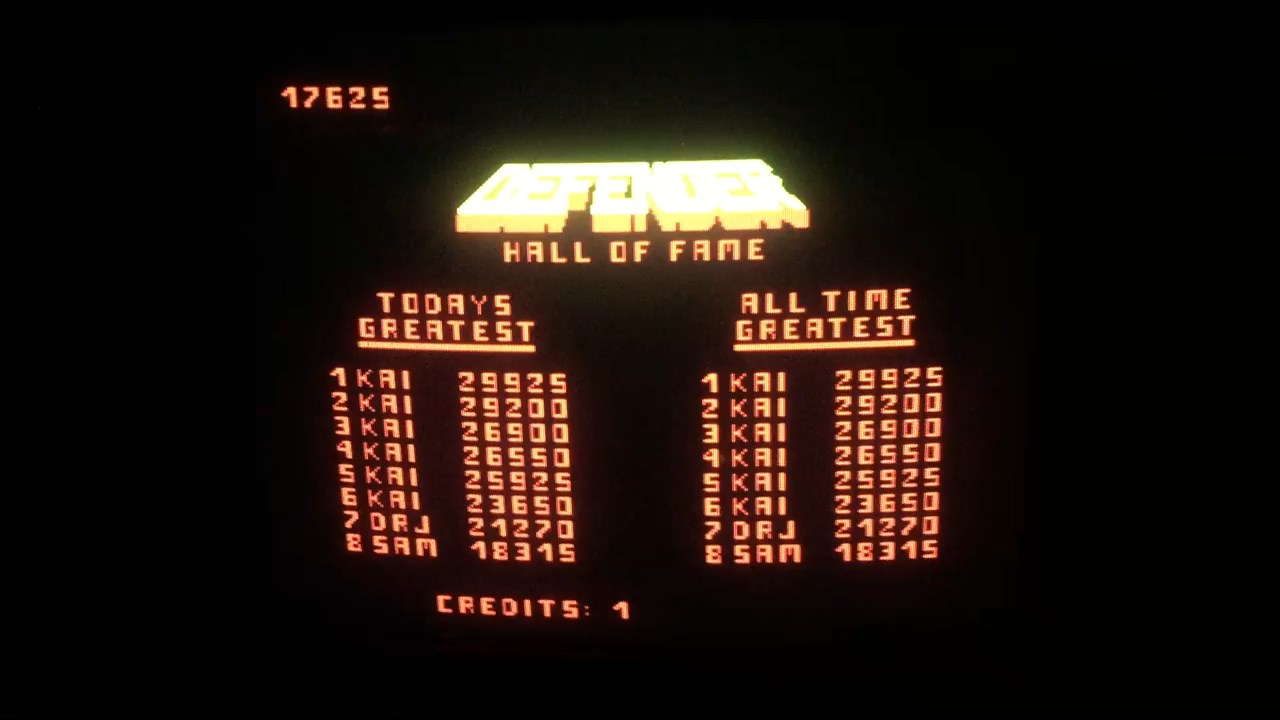 17625
DEFENDER
HALL OF FAME
TODAYS
GREATEST
1 KAI 29925
2 KAI 29200
3 KAI 26900
4 KAI 26550
5 KAI 25925
6 KAI 23650
7 DRJ 21270
8 SAM 18315
ALL TIME
GREATEST
1 KAI 29925
2 KAI 29200
3 KAI 26900
4 KAI 26550
5 KAI 25925
6 KAI 23650
7 DRJ 21270
8 SAM 18315
CREDITS: 1